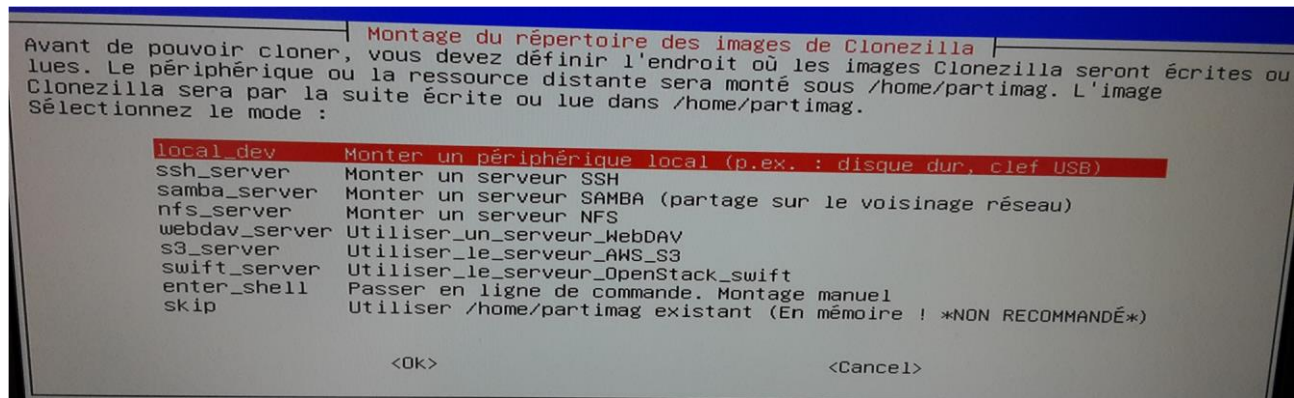 Montage du répertoire des images de Clonezilla
Avant de pouvoir cloner, vous devez définir l'endroit où les images Clonezilla seront écrites ou
lues. Le périphérique ou la ressource distante sera monté sous /home/partimag. L'image
Clonezilla sera par la suite écrite ou lue dans /home/partimag.
Sélectionnez le mode :
local_dev Monter un périphérique local (p.ex. : disque dur, clef USB)
ssh_server Monter un serveur SSH
samba_server Monter un serveur SAMBA (partage sur le voisinage réseau)
nfs_server Monter un serveur NFS
webdav_server Utiliser_un_serveur_WebDAV
s3_server Utiliser_le_serveur_AWS_S3
swift_server Utiliser_le_serveur_OpenStack_swift
enter_shell Passer en ligne de commande. Montage manuel
skip Utiliser /home/partimag existant (En mémoire ! *NON RECOMMANDÉ*)
<Ok> <Cancel>